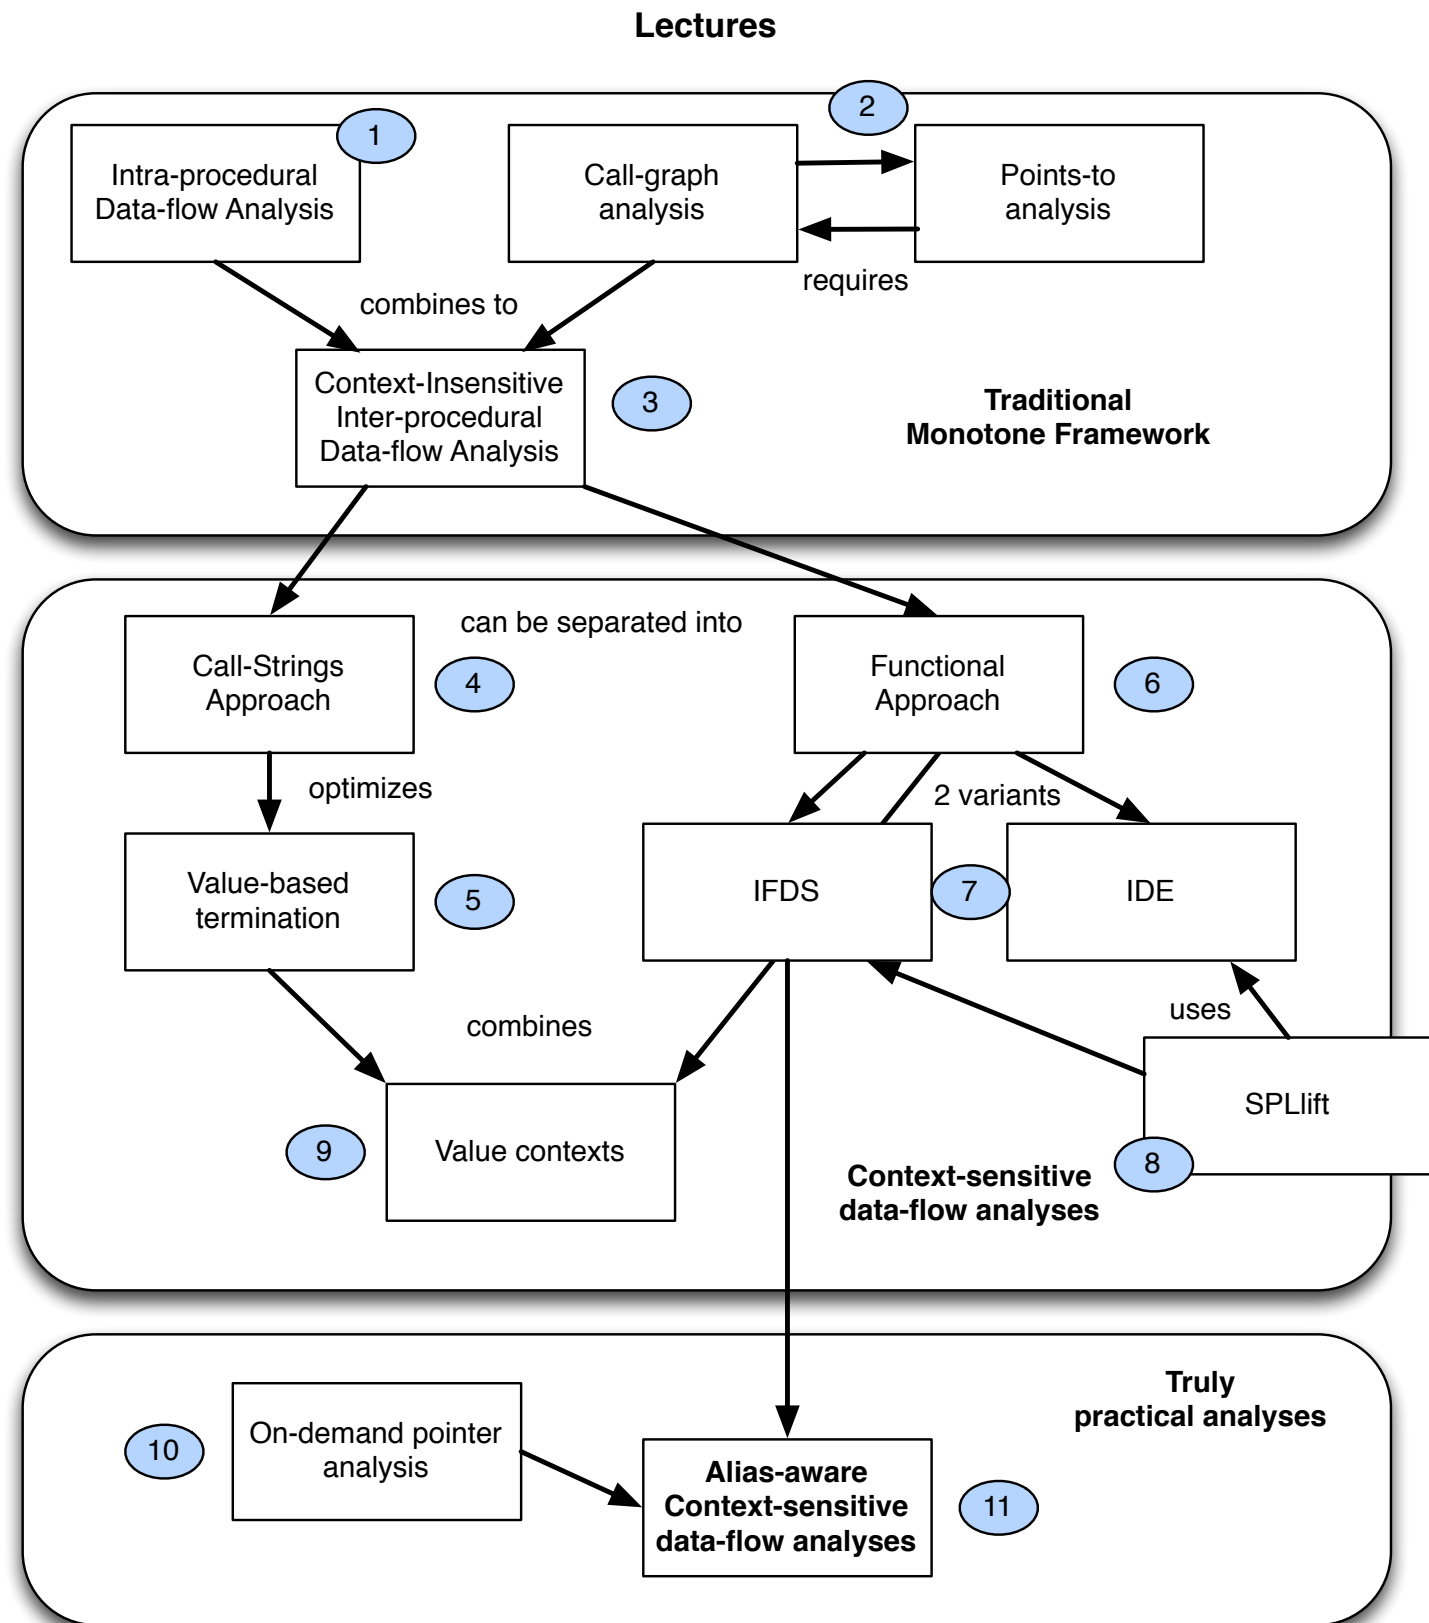 Lectures
1
2
Intra-procedural
Data-flow Analysis
Call-graph
analysis
Points-to
analysis
requires
combines to
Context-Insensitive
Inter-procedural
Data-flow Analysis
3
Traditional
Monotone Framework
can be separated into
Call-Strings
Approach
4
Functional
Approach
6
optimizes
2 variants
Value-based
termination
5
IFDS
7
IDE
uses
combines
SPLlift
Value contexts
9
8
Context-sensitive
data-flow analyses
Truly
practical analyses
10
On-demand pointer
analysis
Alias-aware
Context-sensitive
data-flow analyses
11